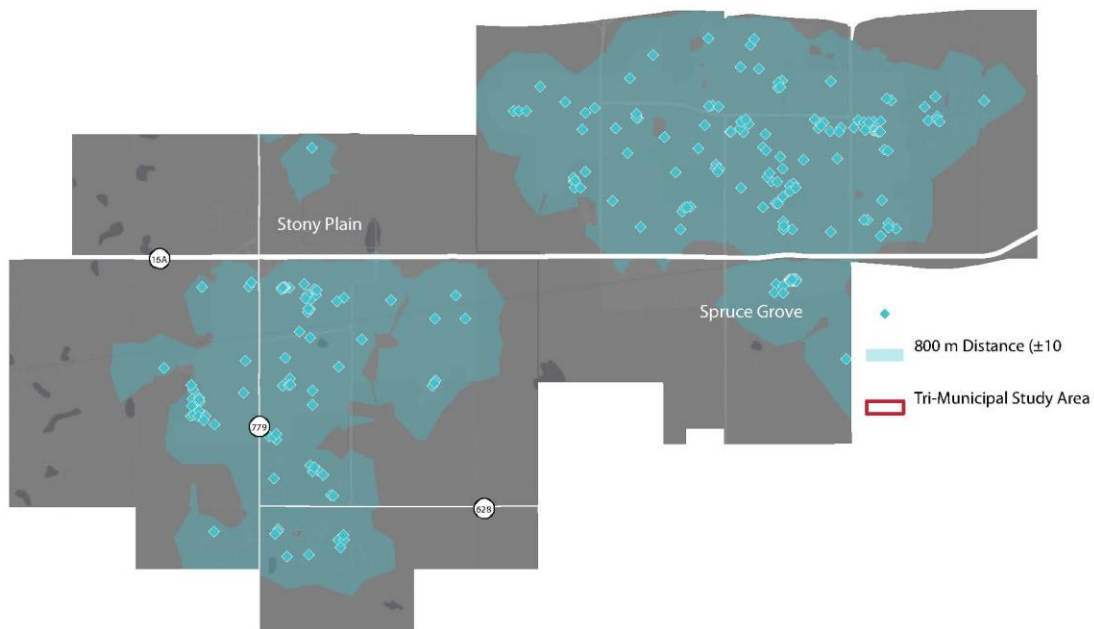 Stony Plain
16A
Spruce Grove
800 m Distance (±10
Tri-Municipal Study Area
779
628